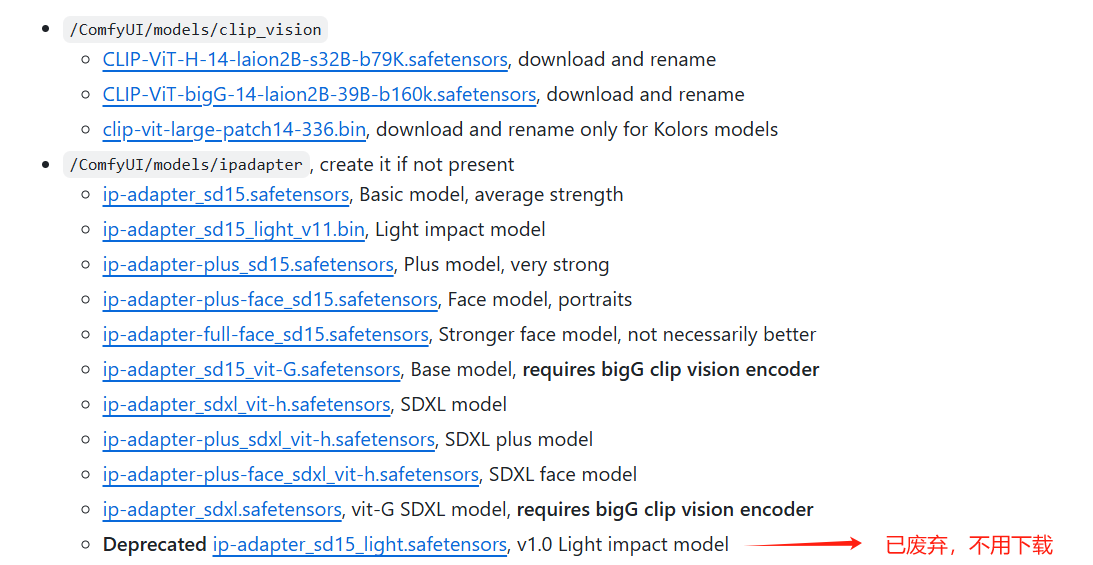 /ComfyUI/models/clip_vision
CLIP-ViT-H-14-laion2B-s32B-b79K.safetensors, download and rename
CLIP-ViT-bigG-14-laion2B-39B-b160k.safetensors, download and rename
clip-vit-large-patch14-336.bin, download and rename only for Kolors models
/ComfyUI/models/ipadapter, create it if not present
ip-adapter_sd15.safetensors, Basic model, average strength
ip-adapter_sd15_light_v11.bin, Light impact model
ip-adapter-plus_sd15.safetensors, Plus model, very strong
ip-adapter-plus-face_sd15.safetensors, Face model, portraits
ip-adapter-full-face_sd15.safetensors, Stronger face model, not necessarily better
ip-adapter_sd15_vit-G.safetensors, Base model, requires bigG clip vision encoder
ip-adapter_sdxl_vit-h.safetensors, SDXL model
ip-adapter-plus_sdxl_vit-h.safetensors, SDXL plus model
ip-adapter-plus-face_sdxl_vit-h.safetensors, SDXL face model
ip-adapter_sdxl.safetensors, vit-G SDXL model, requires bigG clip vision encoder
Deprecated ip-adapter_sd15_light.safetensors, v1.0 Light impact model 已废弃，不用下载